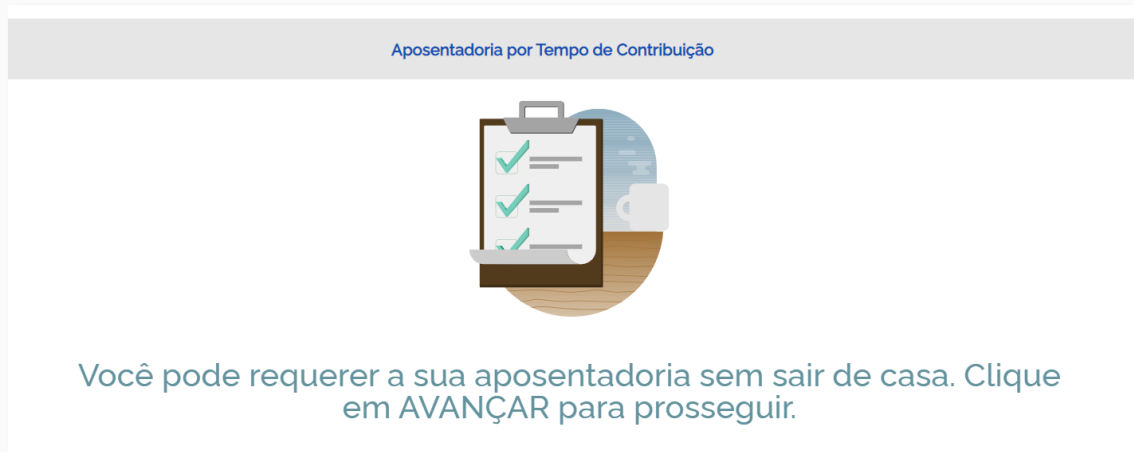 Aposentadoria por Tempo de Contribuição
Você pode requerer a sua aposentadoria sem sair de casa. Clique
em AVANÇAR para prosseguir.